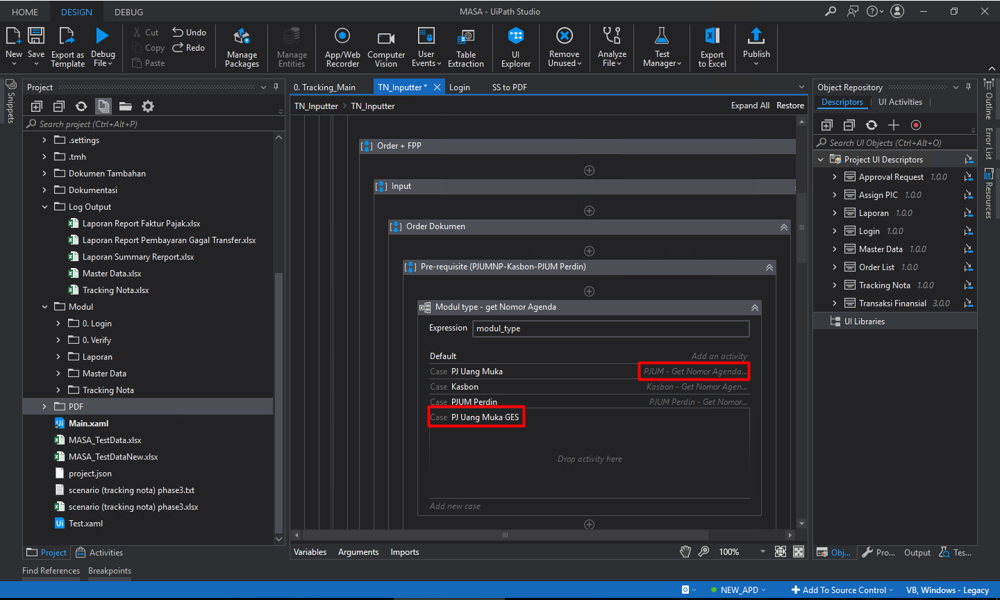 HOME DESIGN DEBUG MASA - UiPath Studio
New Save Export as Template Debug File
Cut Copy Paste Undo Redo
Manage Packages Manage Entities App/Web Recorder Computer Vision User Events Table Extraction UI Explorer Remove Unused Analyze File Test Manager Export to Excel Publish
Snippets
Project
Search project (Ctrl+Alt+P)
.settings
.tmh
Dokumen Tambahan
Dokumentasi
Log Output
Laporan Report Faktur Pajak.xlsx
Laporan Report Pembayaran Gagal Transfer.xlsx
Laporan Summary Rerport.xlsx
Master Data.xlsx
Tracking Nota.xlsx
Modul
0. Login
0. Verify
Laporan
Master Data
Tracking Nota
PDF
Main.xaml
MASA_TestData.xlsx
MASA_TestDataNew.xlsx
project.json
scenario (tracking nota) phase3.txt
scenario (tracking nota) phase3.xlsx
Test.xaml
Project Activities
Find References Breakpoints
0. Tracking_Main TN_Inputter * Login SS to PDF
TN_Inputter > TN_Inputter Expand All Restore
Order + FPP
Input
Order Dokumen
Pre-requisite (PJUMNP-Kasbon-PJUM Perdin)
Modul type - get Nomor Agenda
Expression modul_type
Default Add an activity
Case PJ Uang Muka PJUM - Get Nomor Agenda...
Case Kasbon Kasbon - Get Nomor Agen...
Case PJUM Perdin PJUM Perdin - Get Nomor...
Case PJ Uang Muka GES
Drop activity here
Add new case
Variables Arguments Imports 100%
Object Repository
Descriptors UI Activities
Search UI Objects (Ctrl+Alt+O)
Project UI Descriptors
Approval Request 1.0.0
Assign PIC 1.0.0
Laporan 1.0.0
Login 1.0.0
Master Data 1.0.0
Order List 1.0.0
Tracking Nota 1.0.0
Transaksi Finansial 3.0.0
UI Libraries
Obj... Pro... Output Tes...
Outline
Error List
Resources
NEW_APD Add To Source Control VB, Windows - Legacy